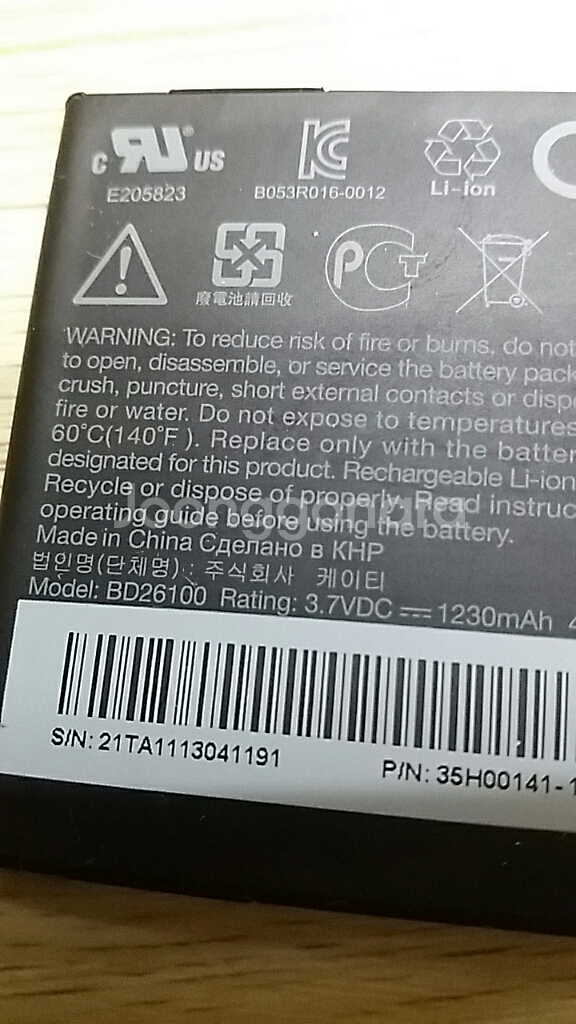 c RU US
E205823
B053R016-0012
Li-ion
廢電池請回收
PCT
WARNING: To reduce risk of fire or burns, do not
to open, disassemble, or service the battery pack
crush, puncture, short external contacts or dispo
fire or water. Do not expose to temperatures
60°C(140°F ). Replace only with the batter
designated for this product. Rechargeable Li-ion
Recycle or dispose of properly. Read instruc
operating guide before using the battery.
Joonggonara
Made in China Сделано в КНР
법인명(단체명) : 주식회사 케이티
Model: BD26100 Rating: 3.7VDC ⎓ 1230mAh 4
S/N: 21TA1113041191
P/N: 35H00141-1